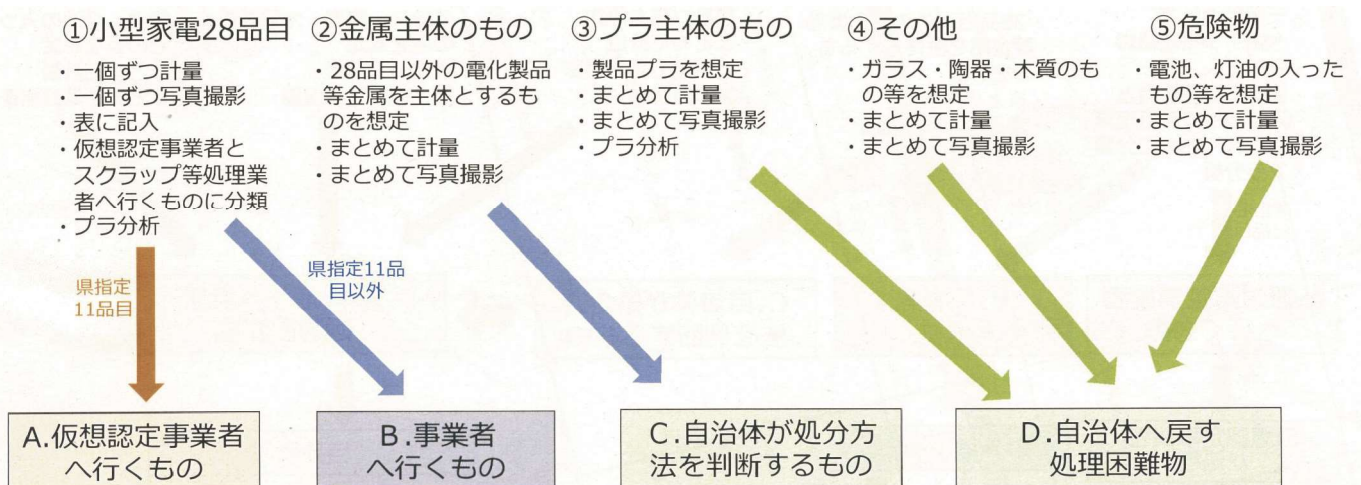 ①小型家電28品目
・一個ずつ計量
・一個ずつ写真撮影
・表に記入
・仮想認定事業者と
スクラップ等処理業
者へ行くものに分類
・プラ分析
②金属主体のもの
・28品目以外の電化製品
等金属を主体とするも
のを想定
・まとめて計量
・まとめて写真撮影
③プラ主体のもの
・製品プラを想定
・まとめて計量
・まとめて写真撮影
・プラ分析
④その他
・ガラス・陶器・木質のも
の等を想定
・まとめて計量
・まとめて写真撮影
⑤危険物
・電池、灯油の入った
もの等を想定
・まとめて計量
・まとめて写真撮影
県指定
11品目
県指定11品
目以外
A.仮想認定事業者
へ行くもの
B.事業者
へ行くもの
C.自治体が処分方
法を判断するもの
D.自治体へ戻す
処理困難物